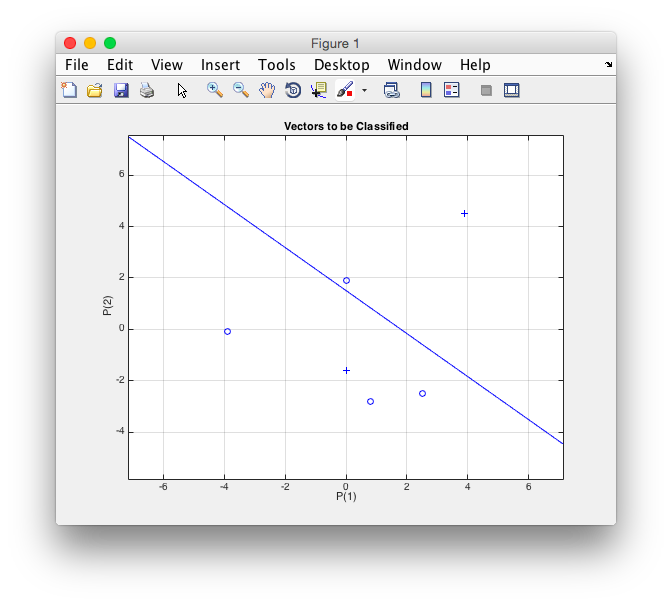 Figure 1
File Edit View Insert Tools Desktop Window Help
Vectors to be Classified
6
4
2
0
-2
-4
P(2)
-6 -4 -2 0 2 4 6
P(1)